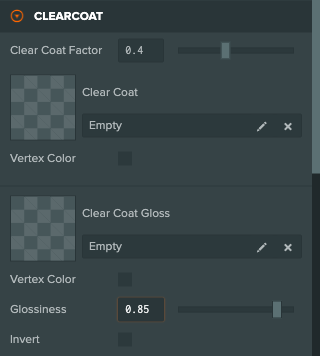 CLEARCOAT
Clear Coat Factor 0.4
Clear Coat
Empty
Vertex Color
Clear Coat Gloss
Empty
Vertex Color
Glossiness 0.85
Invert